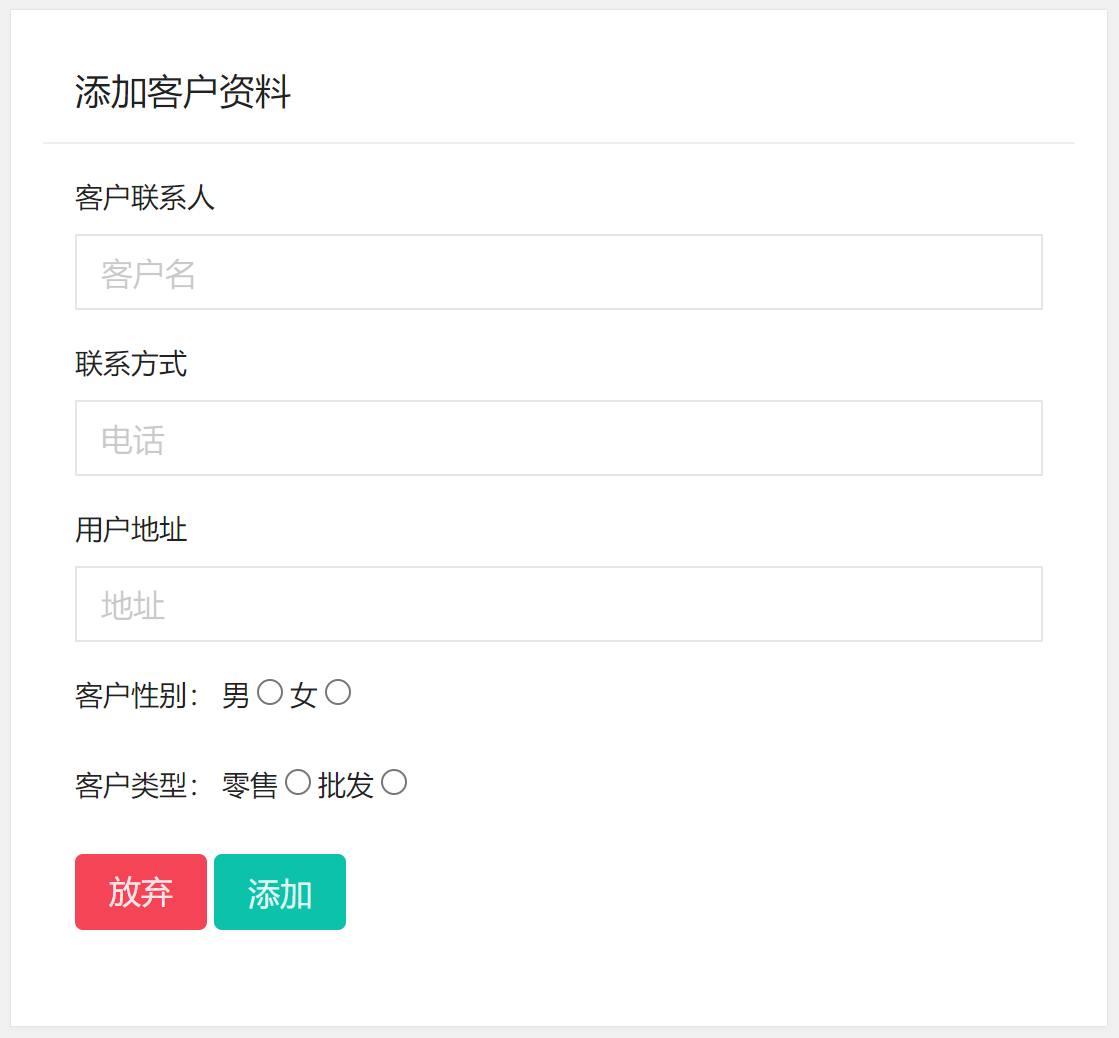 添加客户资料
客户联系人
客户名
联系方式
电话
用户地址
地址
客户性别： 男 女
客户类型： 零售 批发
放弃 添加